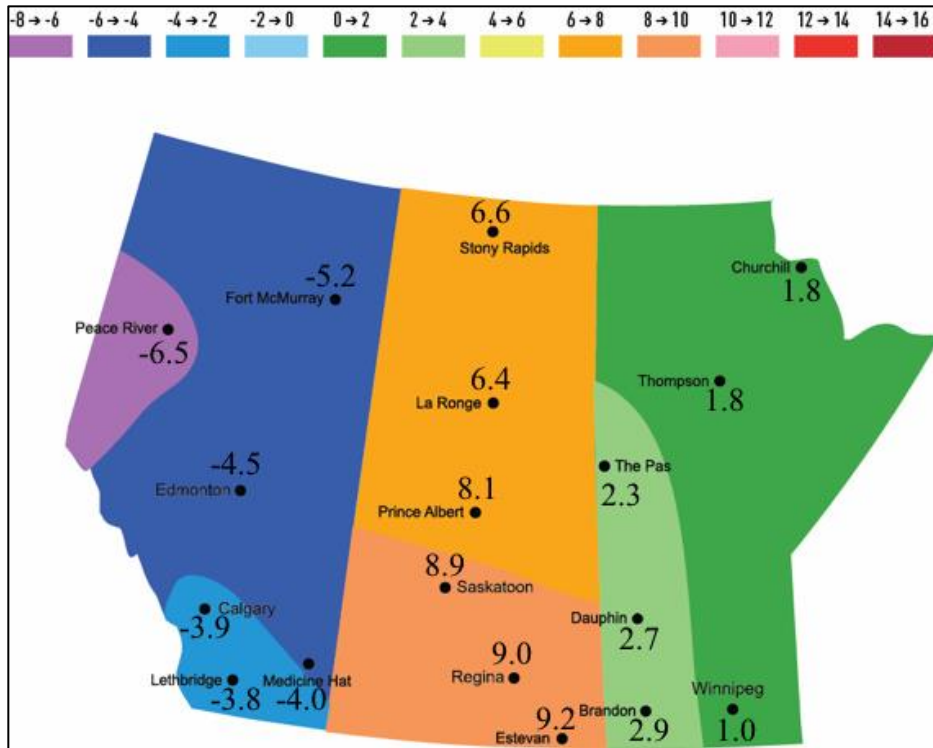 -8→-6 -6→-4 -4→-2 -2→0 0→2 2→4 4→6 6→8 8→10 10→12 12→14 14→16
6.6
Stony Rapids
Churchill
1.8
-5.2
Fort McMurray
Peace River
-6.5
6.4
La Ronge
Thompson
1.8
-4.5
Edmonton
The Pas
2.3
8.1
Prince Albert
8.9
Saskatoon
Calgary
-3.9
Dauphin
2.7
9.0
Regina
Medicine Hat
-4.0
Lethbridge
-3.8
Winnipeg
1.0
Brandon
2.9
9.2
Estevan